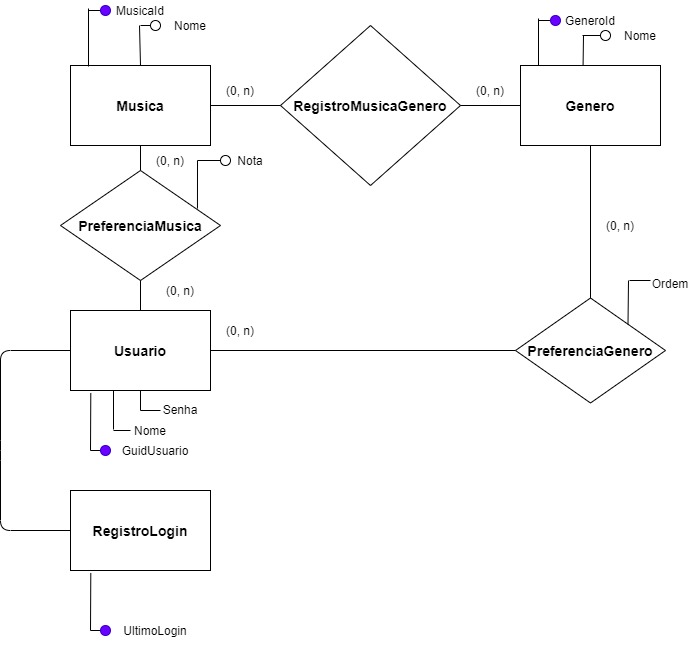 MusicaId
Nome
GeneroId
Nome
Musica
(0, n)
RegistroMusicaGenero
(0, n)
Genero
(0, n)
Nota
PreferenciaMusica
(0, n)
(0, n)
Ordem
Usuario
(0, n)
PreferenciaGenero
Senha
Nome
GuidUsuario
RegistroLogin
UltimoLogin